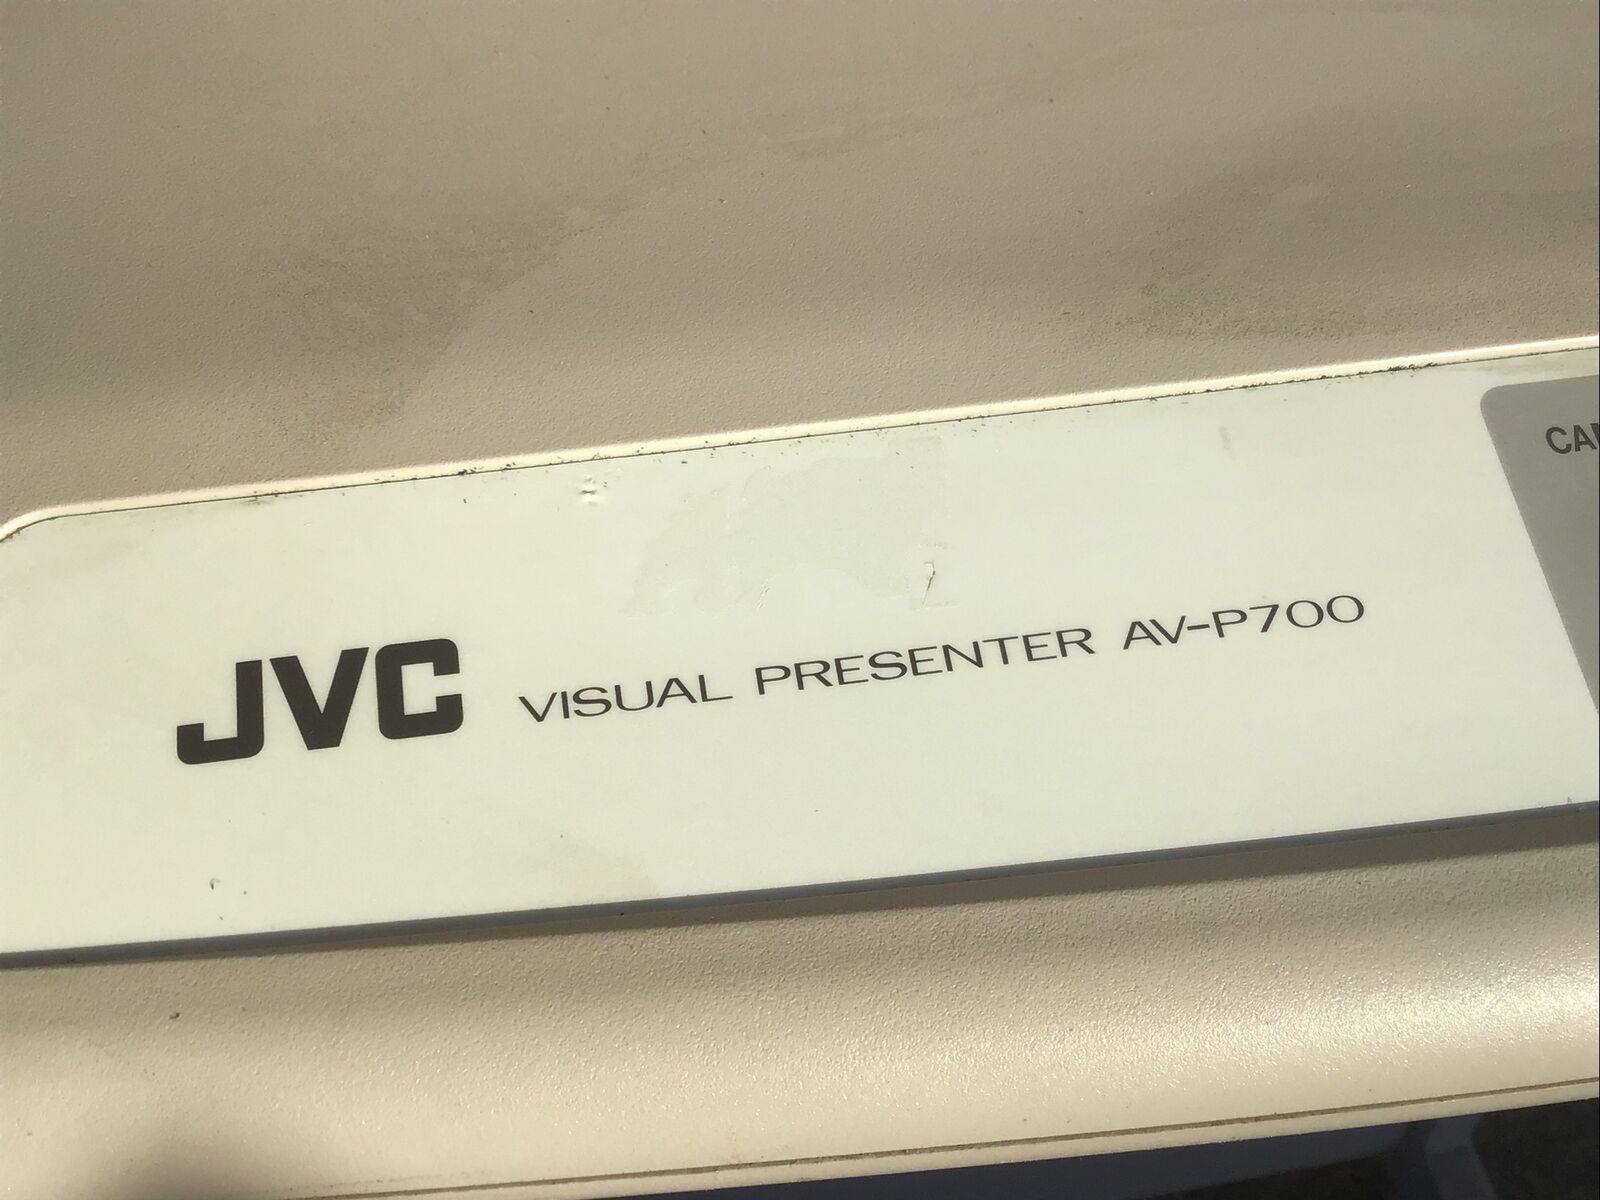 JVC VISUAL PRESENTER AV-P700